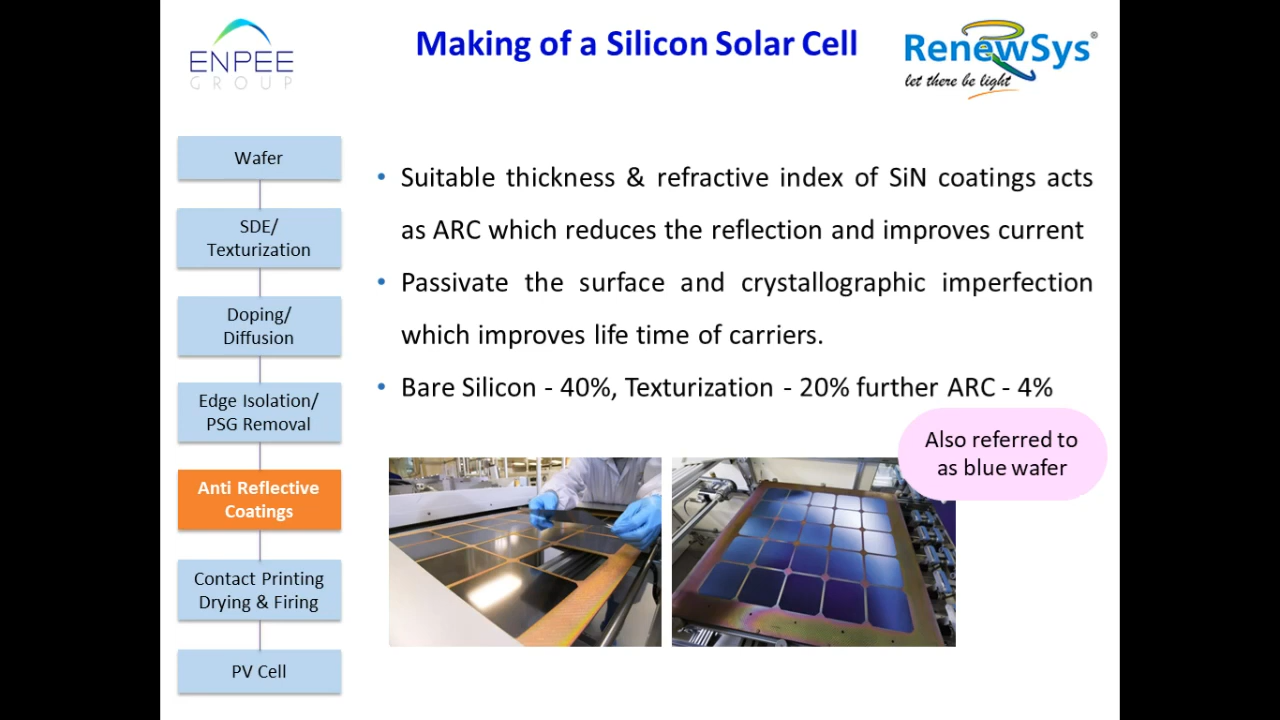 ENPEE
GROUP
Making of a Silicon Solar Cell
RenewSys®
let there be light
Wafer
SDE/
Texturization
Doping/
Diffusion
Edge Isolation/
PSG Removal
Anti Reflective
Coatings
Contact Printing
Drying & Firing
PV Cell
• Suitable thickness & refractive index of SiN coatings acts
as ARC which reduces the reflection and improves current
• Passivate the surface and crystallographic imperfection
which improves life time of carriers.
• Bare Silicon - 40%, Texturization - 20% further ARC - 4%
Also referred to
as blue wafer